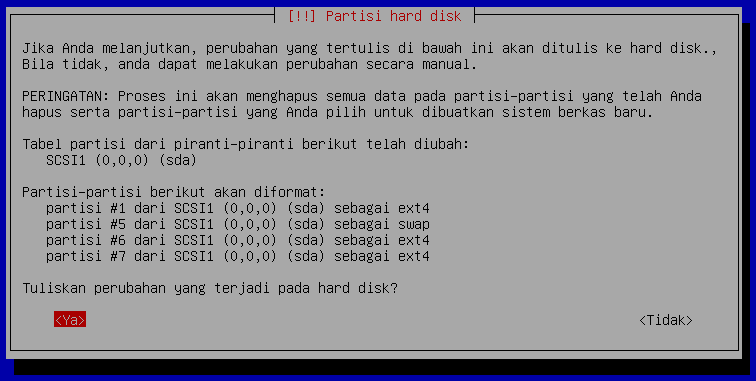 [!!] Partisi hard disk
Jika Anda melanjutkan, perubahan yang tertulis di bawah ini akan ditulis ke hard disk.,
Bila tidak, anda dapat melakukan perubahan secara manual.
PERINGATAN: Proses ini akan menghapus semua data pada partisi-partisi yang telah Anda
hapus serta partisi-partisi yang Anda pilih untuk dibuatkan sistem berkas baru.
Tabel partisi dari piranti-piranti berikut telah diubah:
SCSI1 (0,0,0) (sda)
Partisi-partisi berikut akan diformat:
partisi #1 dari SCSI1 (0,0,0) (sda) sebagai ext4
partisi #5 dari SCSI1 (0,0,0) (sda) sebagai swap
partisi #6 dari SCSI1 (0,0,0) (sda) sebagai ext4
partisi #7 dari SCSI1 (0,0,0) (sda) sebagai ext4
Tuliskan perubahan yang terjadi pada hard disk?
<Ya> <Tidak>